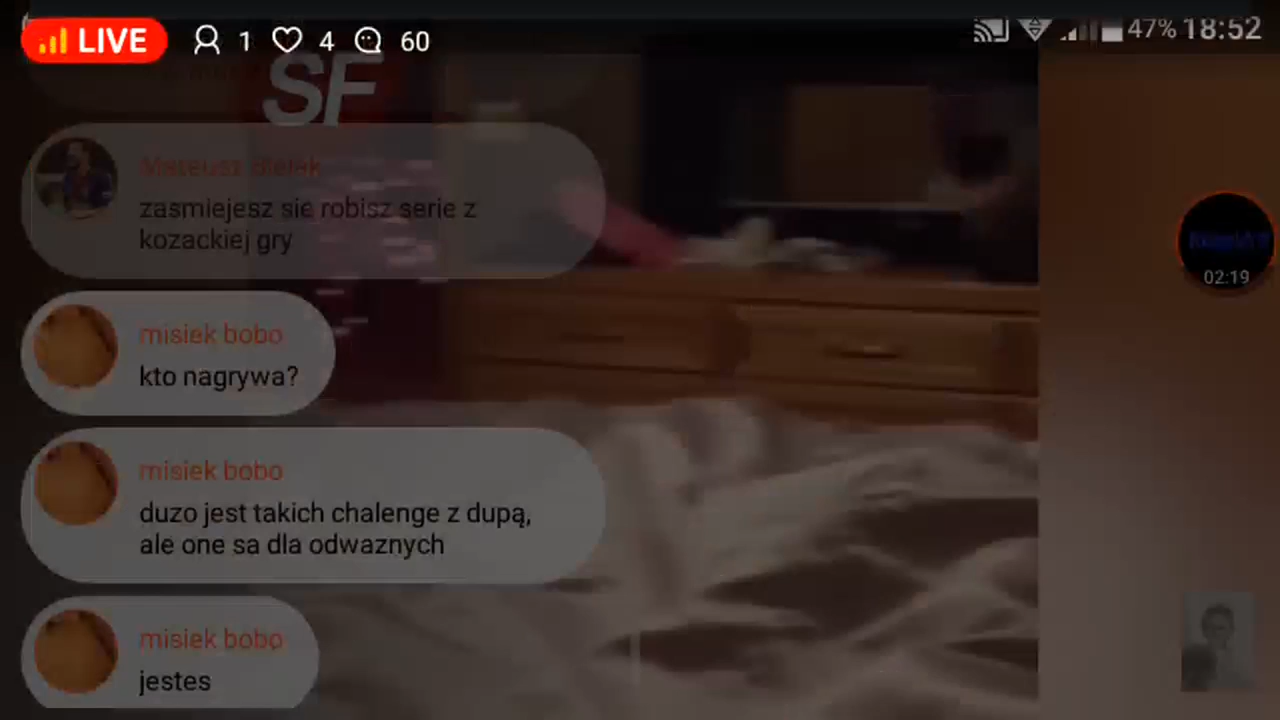 LIVE 1 4 60
47% 18:52
SF
Mateusz
zasmiejesz sie robisz serie z
kozackiej gry
02:19
misiek bobo
kto nagrywa?
misiek bobo
duzo jest takich chalenge z dupą,
ale one sa dla odwaznych
misiek bobo
jestes